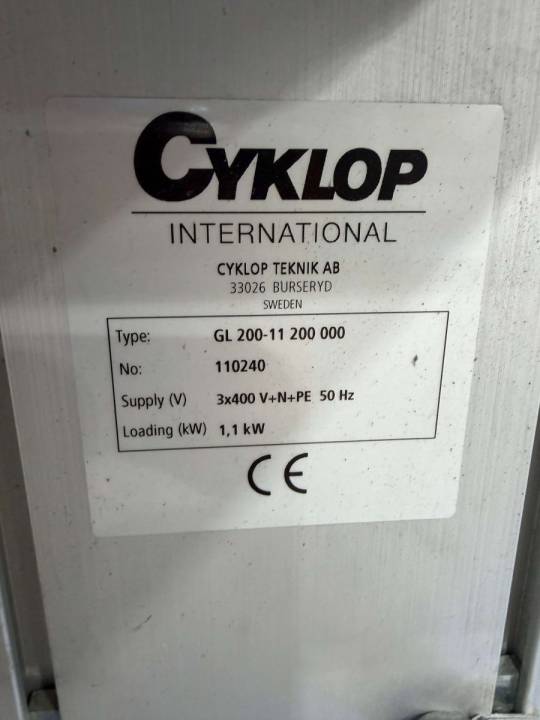 CYKLOP
INTERNATIONAL
CYKLOP TEKNIK AB
33026 BURSERYD
SWEDEN
Type: GL 200-11 200 000
No: 110240
Supply (V) 3x400 V+N+PE 50 Hz
Loading (kW) 1,1 kW
CE